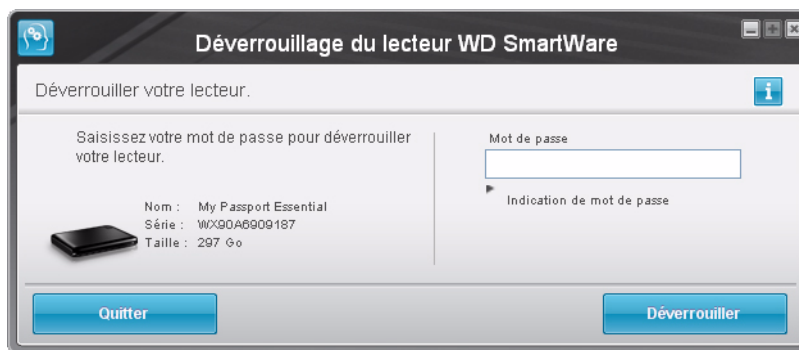 Déverrouillage du lecteur WD SmartWare
Déverrouiller votre lecteur.
Saisissez votre mot de passe pour déverrouiller
votre lecteur.
Nom : My Passport Essential
Série : WX90A6909187
Taille : 297 Go
Mot de passe
Indication de mot de passe
Quitter
Déverrouiller